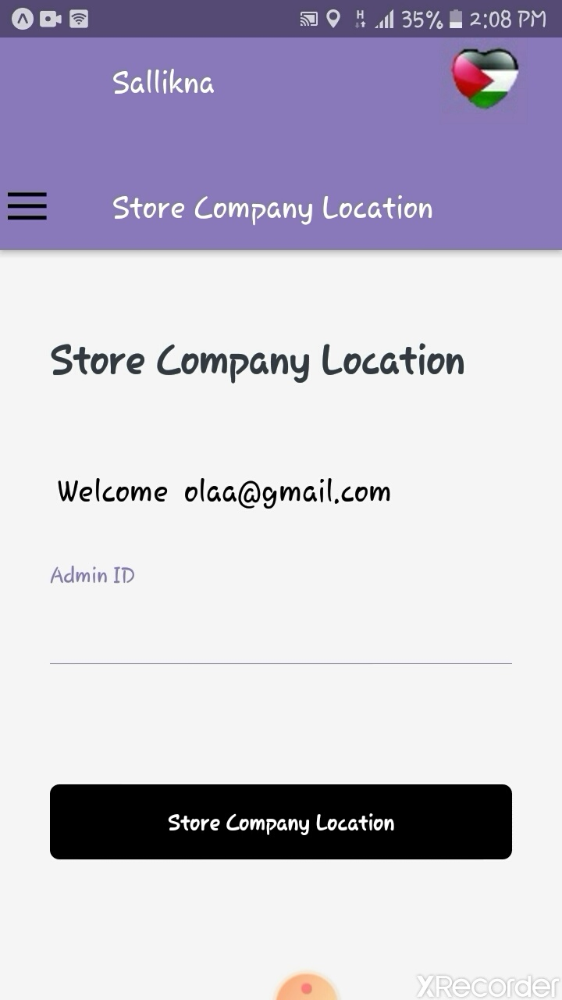 H 35% 2:08 PM
Sallikna
Store Company Location
Store Company Location
Welcome olaa@gmail.com
Admin ID
Store Company Location
XRecorder